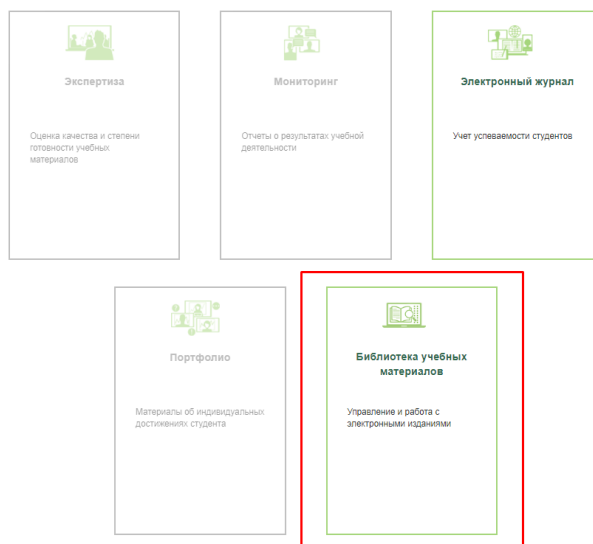 Экспертиза
Оценка качества и степени
готовности учебных
материалов
Мониторинг
Отчеты о результатах учебной
деятельности
Электронный журнал
Учет успеваемости студентов
Портфолио
Материалы об индивидуальных
достижениях студента
Библиотека учебных
материалов
Управление и работа с
электронными изданиями